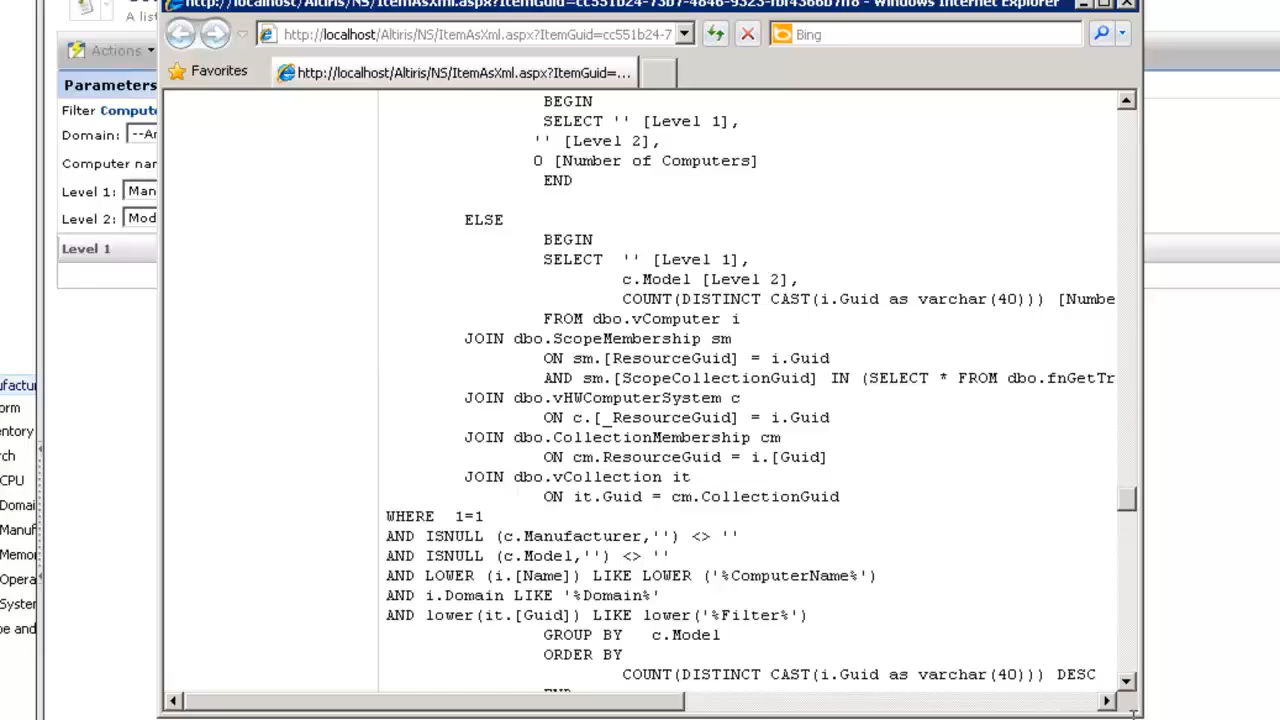 http://localhost/Altiris/NS/ItemAsXml.aspx?ItemGuid=cc551b24-73b7-4846-9323-fbf4366b7ff8 - Windows Internet Explorer
A list
http://localhost/Altiris/NS/ItemAsXml.aspx?ItemGuid=cc551b24-7
Bing
Actions
Favorites
http://localhost/Altiris/NS/ItemAsXml.aspx?ItemGuid=...
Parameters
Filter Compute
Domain: --An
Computer nam
Level 1: Man
Level 2: Mod
Level 1
ufactur
orm
entory
rch
CPU
Domai
Manuf
Memo
Opera
System
pe and
BEGIN
SELECT '' [Level 1],
'' [Level 2],
0 [Number of Computers]
END
ELSE
BEGIN
SELECT '' [Level 1],
c.Model [Level 2],
COUNT(DISTINCT CAST(i.Guid as varchar(40))) [Numbe
FROM dbo.vComputer i
JOIN dbo.ScopeMembership sm
ON sm.[ResourceGuid] = i.Guid
AND sm.[ScopeCollectionGuid] IN (SELECT * FROM dbo.fnGetTr
JOIN dbo.vHWComputerSystem c
ON c.[_ResourceGuid] = i.Guid
JOIN dbo.CollectionMembership cm
ON cm.ResourceGuid = i.[Guid]
JOIN dbo.vCollection it
ON it.Guid = cm.CollectionGuid
WHERE 1=1
AND ISNULL (c.Manufacturer,'') <> ''
AND ISNULL (c.Model,'') <> ''
AND LOWER (i.[Name]) LIKE LOWER ('%ComputerName%')
AND i.Domain LIKE '%Domain%'
AND lower(it.[Guid]) LIKE lower('%Filter%')
GROUP BY c.Model
ORDER BY
COUNT(DISTINCT CAST(i.Guid as varchar(40))) DESC
END